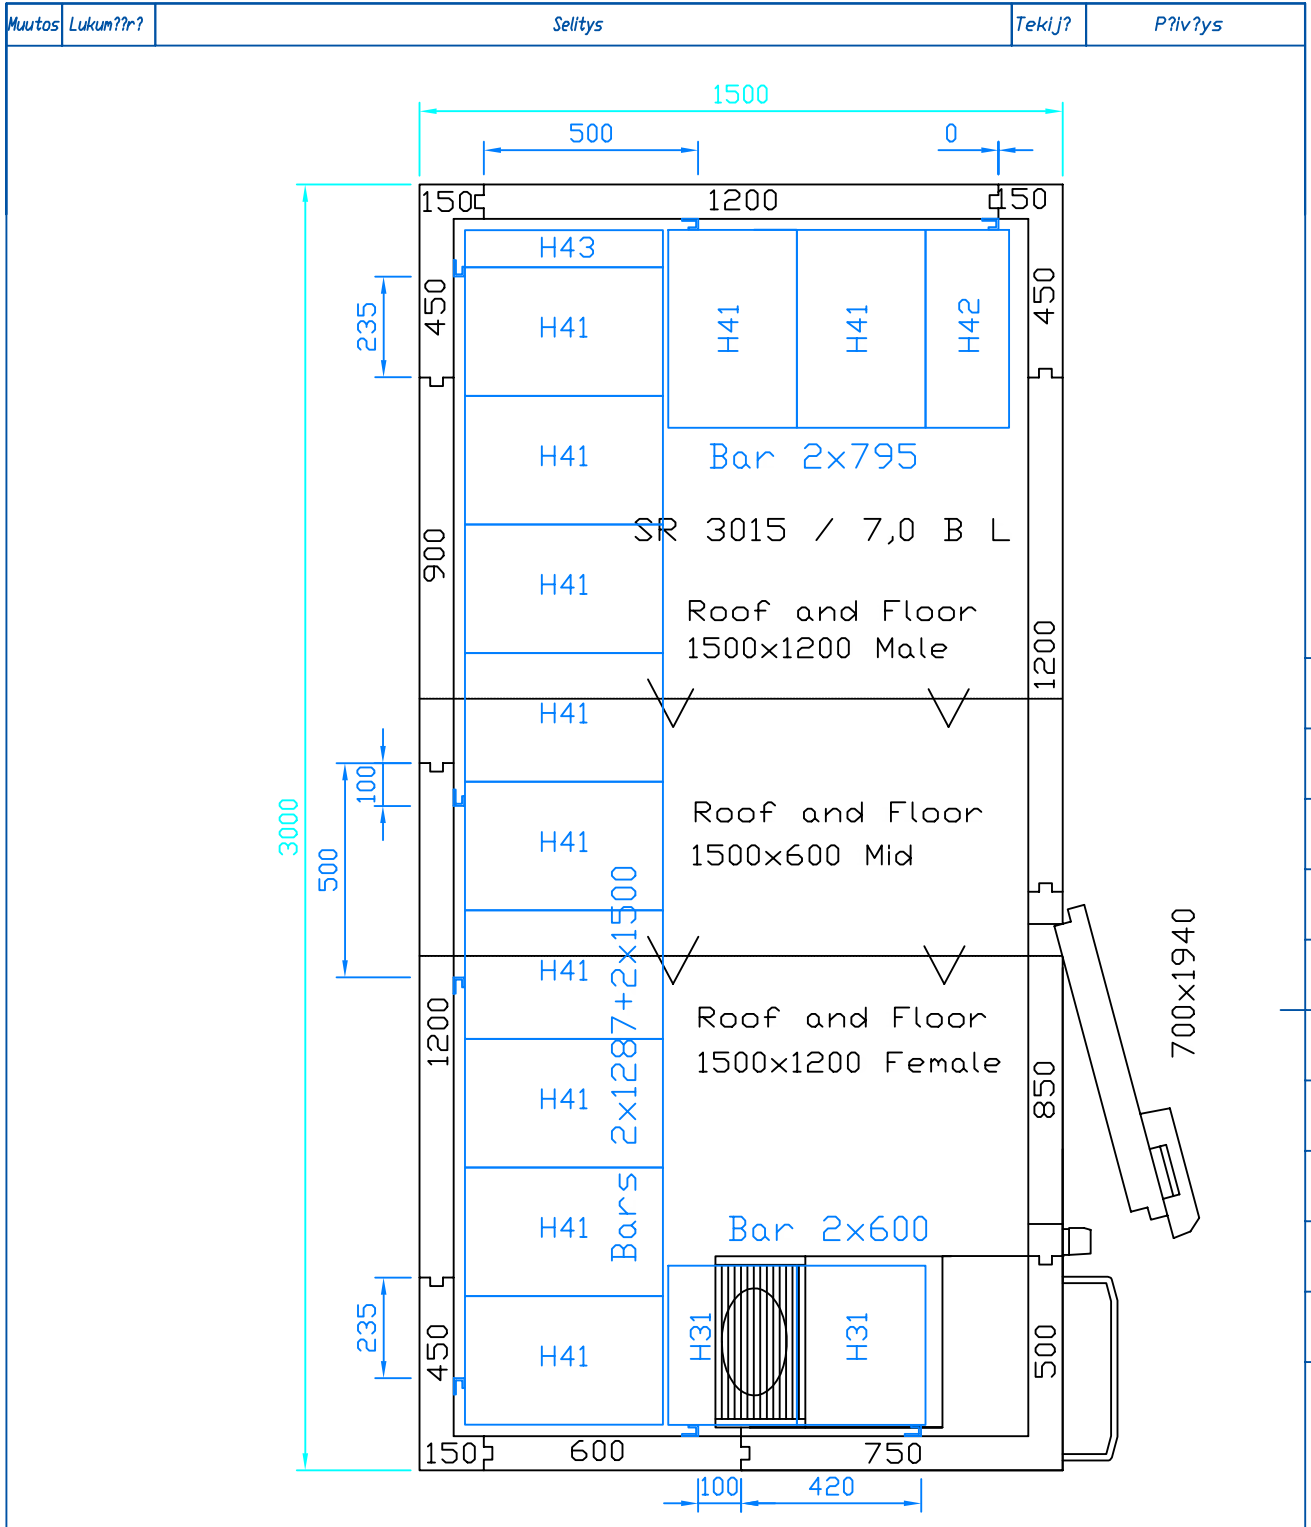 Muutos Lukum??r? Selitys Tekij? P?iv?ys
1500
500 0
150 1200 150
H43
450 450
235
H41 H41 H41 H42
H41
Bar 2x795
SR 3015 / 7,0 B L
900
H41
Roof and Floor
1500x1200 Male
1200
H41
100
3000
500
Roof and Floor
1500x600 Mid
H41
Bars 2x1287+2x1500
700x1940
H41
1200
Roof and Floor
1500x1200 Female
850
H41
H41
Bar 2x600
235
450
H41
H31 H31
500
150 600 750
100 420